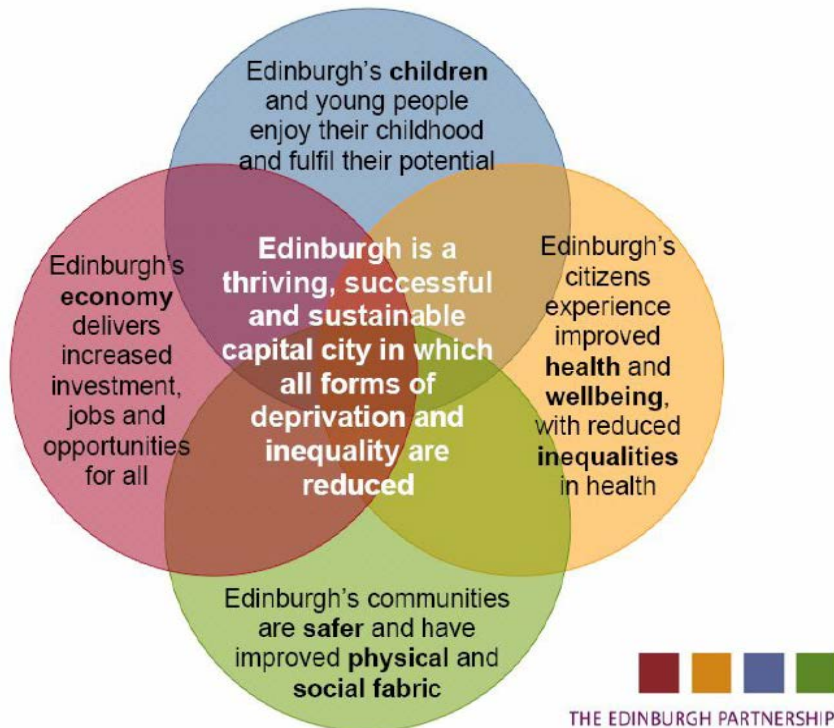 Edinburgh's children
and young people
enjoy their childhood
and fulfil their potential
Edinburgh's
economy
delivers
increased
investment,
jobs and
opportunities
for all
Edinburgh is a
thriving, successful
and sustainable
capital city in which
all forms of
deprivation and
inequality are
reduced
Edinburgh's
citizens
experience
improved
health and
wellbeing,
with reduced
inequalities
in health
Edinburgh's communities
are safer and have
improved physical and
social fabric
THE EDINBURGH PARTNERSHIP